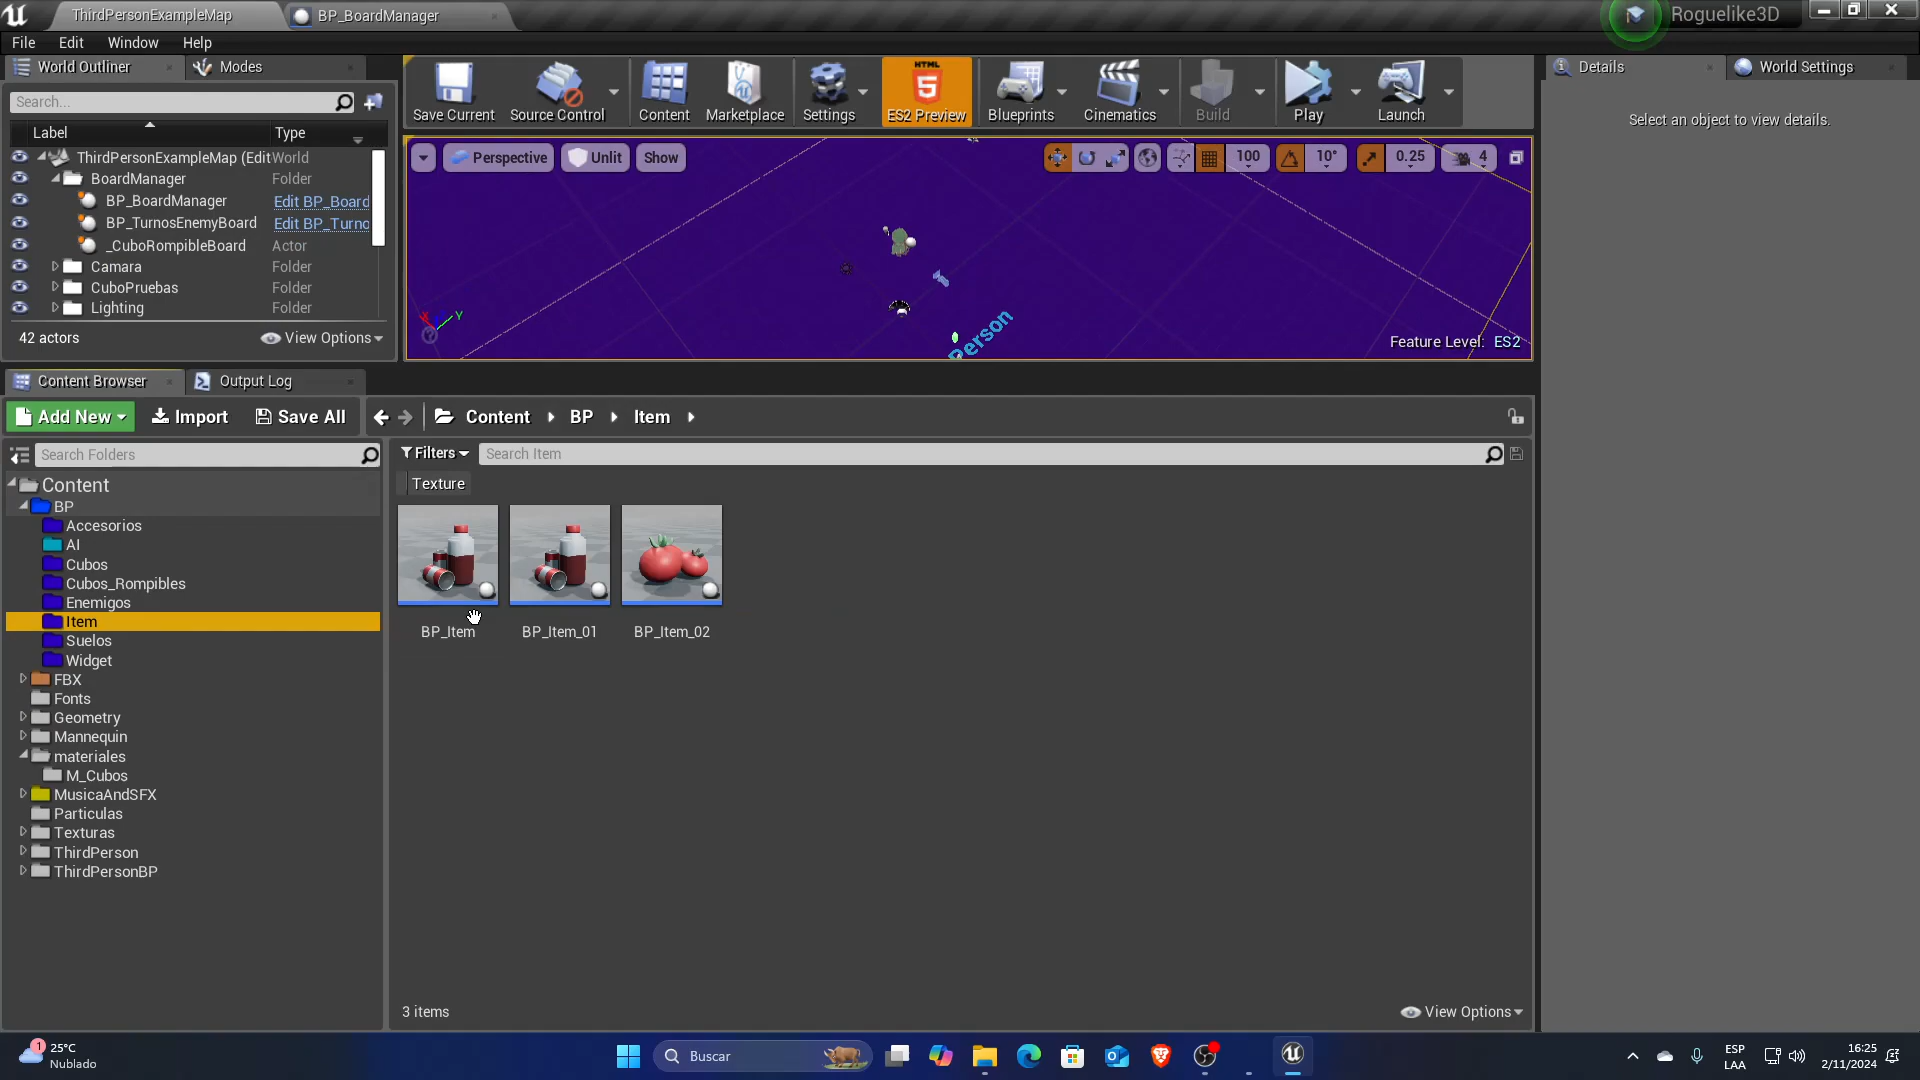 ThirdPersonExampleMap
BP_BoardManager
Roguelike3D
File Edit Window Help
World Outliner
Modes
Details
World Settings
Search...
Save Current
Source Control
Content
Marketplace
Settings
HTML
ES2 Preview
Blueprints
Cinematics
Build
Play
Launch
Select an object to view details.
Label Type
ThirdPersonExampleMap (Edit World
BoardManager Folder
BP_BoardManager Edit BP_Board
BP_TurnosEnemyBoard Edit BP_Turno
_CuboRompibleBoard Actor
Camara Folder
CuboPruebas Folder
Lighting Folder
42 actors View Options
Perspective Unlit Show
100 10° 0.25 4
X Y
Person
Feature Level: ES2
Content Browser
Output Log
Add New Import Save All
Content BP Item
Search Folders
Filters Search Item
Texture
Content
BP
Accesorios
AI
Cubos
Cubos_Rompibles
Enemigos
Item
Suelos
Widget
FBX
Fonts
Geometry
Mannequin
materiales
M_Cubos
MusicaAndSFX
Particulas
Texturas
ThirdPerson
ThirdPersonBP
BP_Item BP_Item_01 BP_Item_02
3 items View Options
1
25°C
Nublado
Buscar
ESP
LAA
16:25
2/11/2024